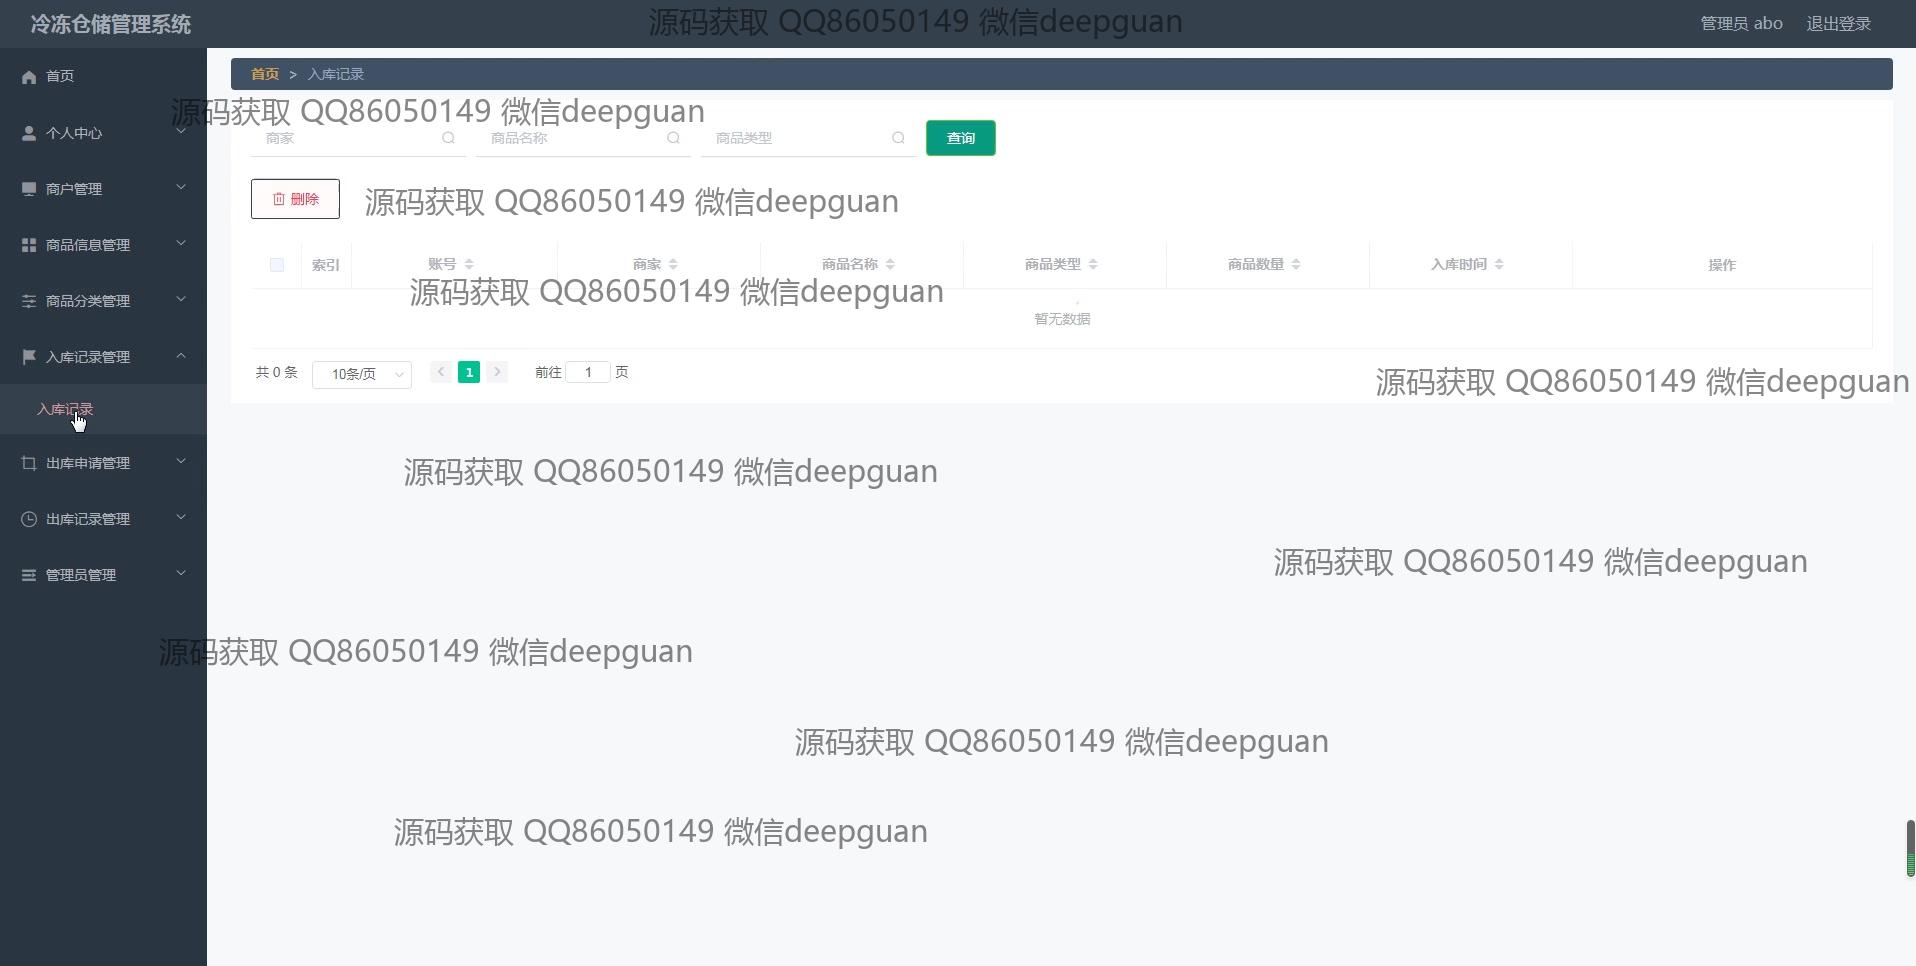 冷冻仓储管理系统
源码获取 QQ86050149 微信deepguan
管理员 abo 退出登录
首页
个人中心
商户管理
商品信息管理
商品分类管理
入库记录管理
入库记录
出库申请管理
出库记录管理
管理员管理
首页 > 入库记录
源码获取 QQ86050149 微信deepguan
商家 商品名称 商品类型 查询
删除
源码获取 QQ86050149 微信deepguan
索引 账号 商家 商品名称 商品类型 商品数量 入库时间 操作
源码获取 QQ86050149 微信deepguan
暂无数据
共 0 条 10条/页 1 前往 1 页
源码获取 QQ86050149 微信deepguan
源码获取 QQ86050149 微信deepguan
源码获取 QQ86050149 微信deepguan
源码获取 QQ86050149 微信deepguan
源码获取 QQ86050149 微信deepguan
源码获取 QQ86050149 微信deepguan